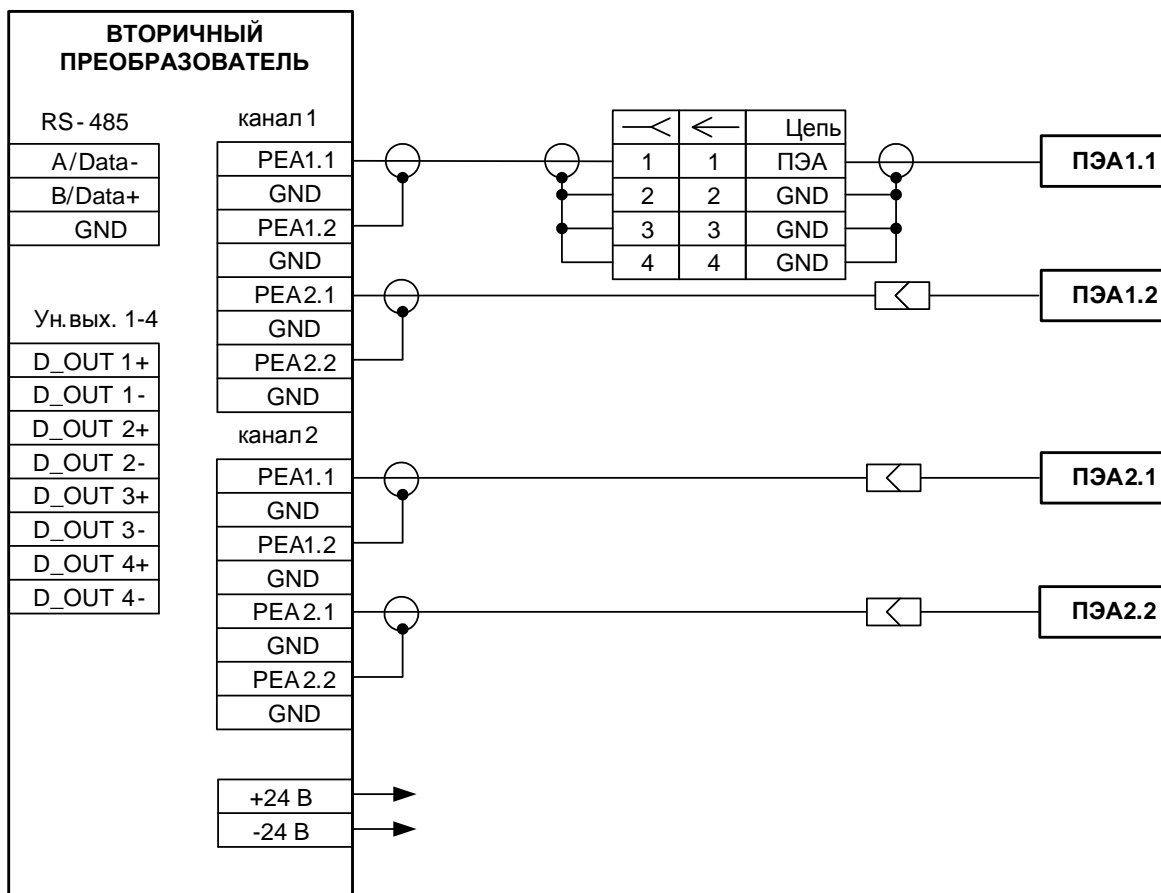 ВТОРИЧНЫЙ
ПРЕОБРАЗОВАТЕЛЬ
RS-485
A/Data-
B/Data+
GND
Ун.вых. 1-4
D_OUT 1+
D_OUT 1-
D_OUT 2+
D_OUT 2-
D_OUT 3+
D_OUT 3-
D_OUT 4+
D_OUT 4-
канал 1
PEA1.1
GND
PEA1.2
GND
PEA2.1
GND
PEA2.2
GND
канал 2
PEA1.1
GND
PEA1.2
GND
PEA2.1
GND
PEA2.2
GND
+24 В
-24 В
Цепь
1 1 ПЭА
2 2 GND
3 3 GND
4 4 GND
ПЭА1.1
ПЭА1.2
ПЭА2.1
ПЭА2.2